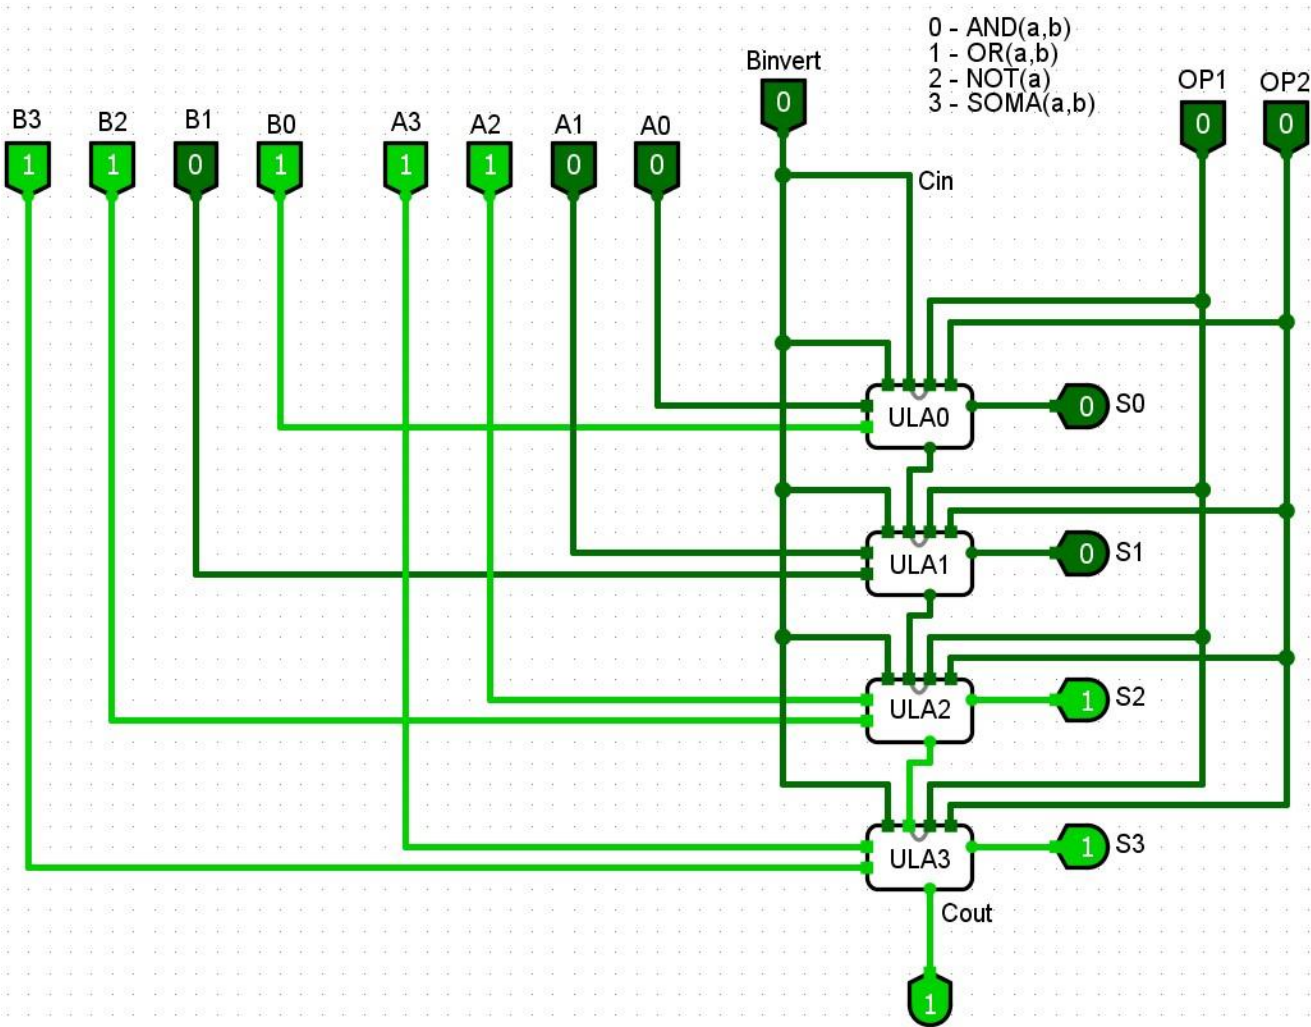 0 - AND(a,b)
1 - OR(a,b)
2 - NOT(a)
3 - SOMA(a,b)
Binvert
0
OP1
0
OP2
0
B3
1
B2
1
B1
0
B0
1
A3
1
A2
1
A1
0
A0
0
Cin
ULA0
0
S0
ULA1
0
S1
ULA2
1
S2
ULA3
1
S3
Cout
1